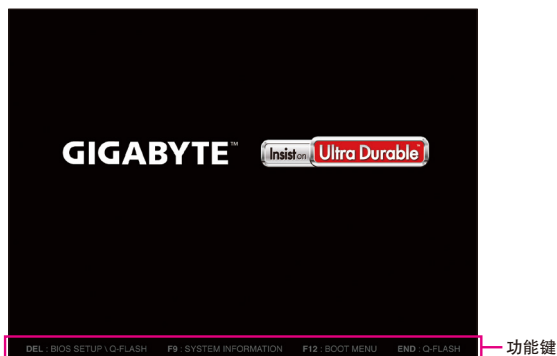 GIGABYTE™
Insist on Ultra Durable™
DEL : BIOS SETUP \ Q-FLASH F9 : SYSTEM INFORMATION F12 : BOOT MENU END : Q-FLASH
功能键